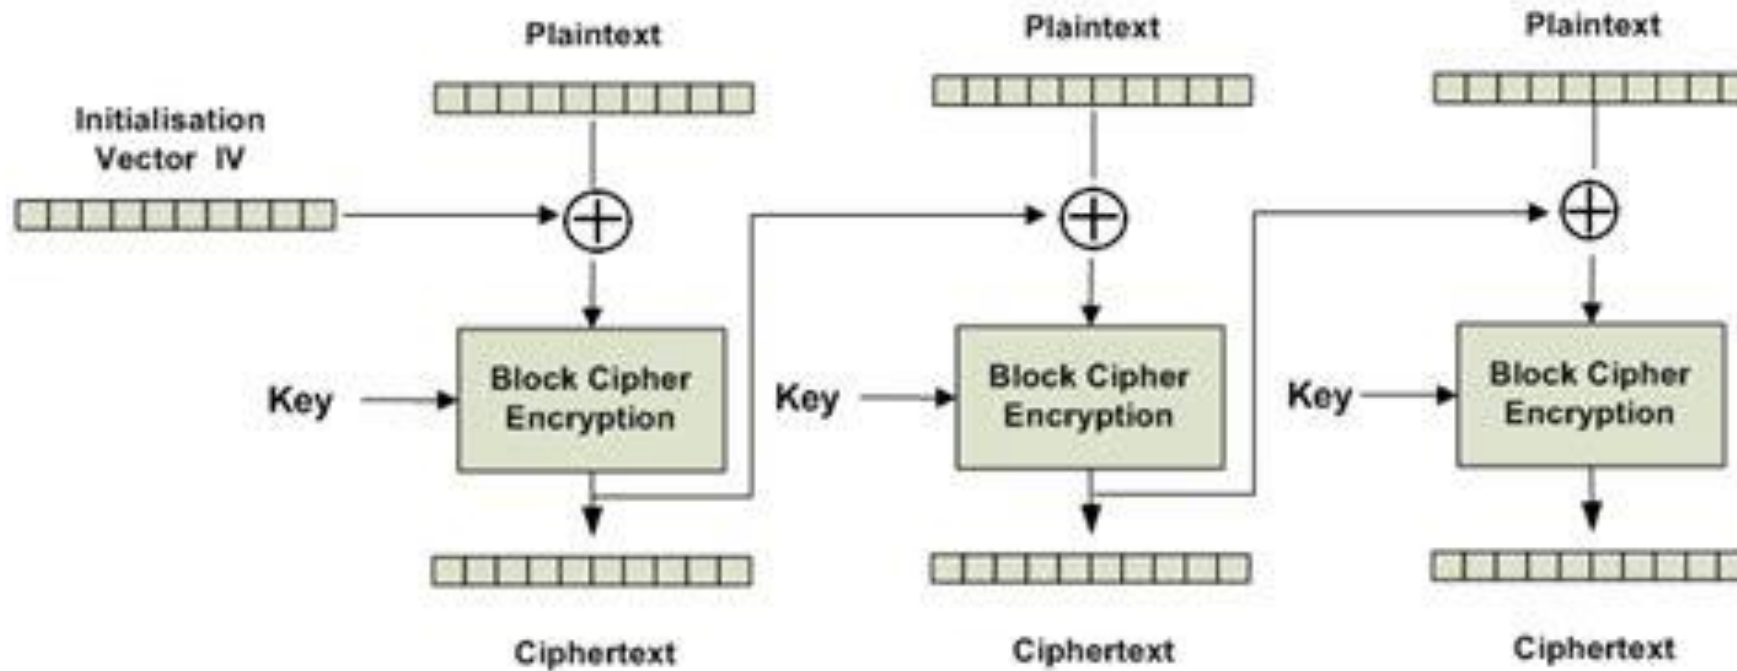 Plaintext
Plaintext
Plaintext
Initialisation
Vector IV
Key
Block Cipher
Encryption
Key
Block Cipher
Encryption
Key
Block Cipher
Encryption
Ciphertext
Ciphertext
Ciphertext